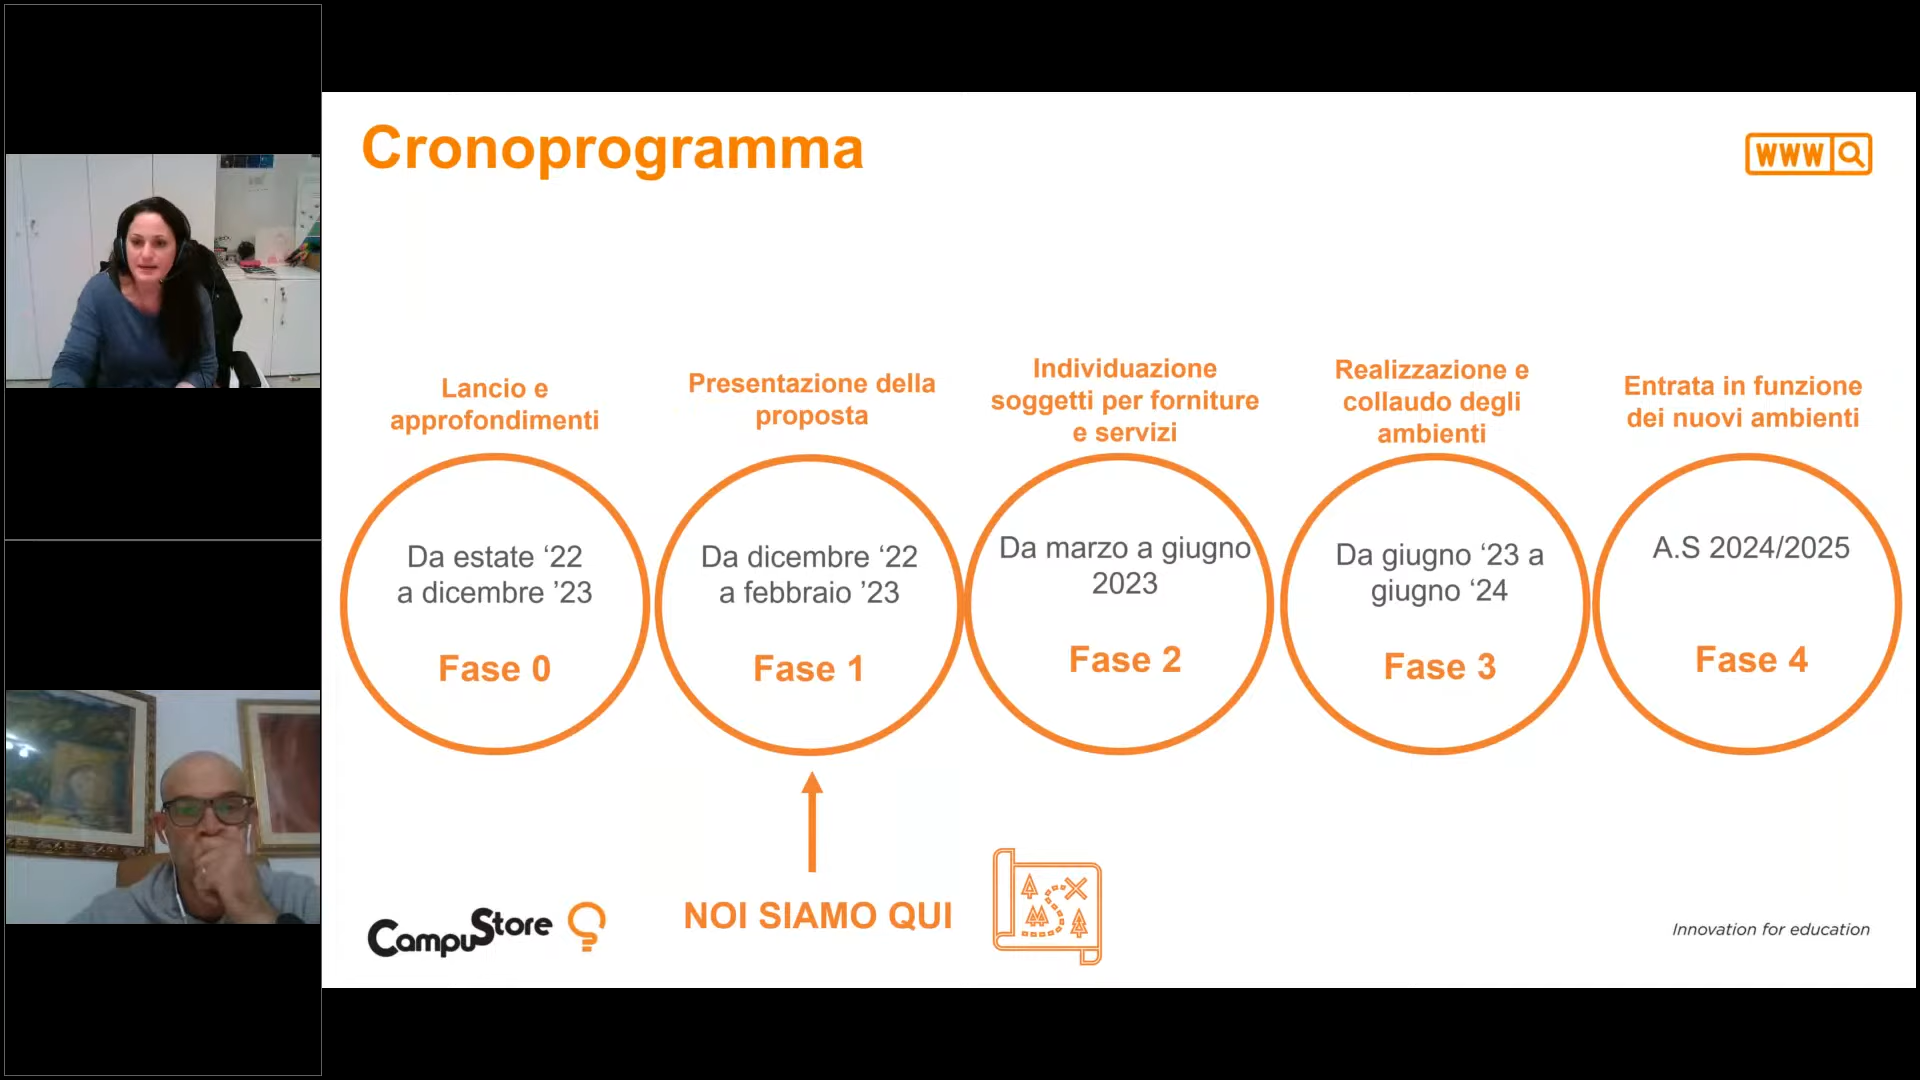 Cronoprogramma
WWW
Lancio e
approfondimenti
Da estate ‘22
a dicembre ’23
Fase 0
Presentazione della
proposta
Da dicembre ‘22
a febbraio ’23
Fase 1
Individuazione
soggetti per forniture
e servizi
Da marzo a giugno
2023
Fase 2
Realizzazione e
collaudo degli
ambienti
Da giugno ‘23 a
giugno ‘24
Fase 3
Entrata in funzione
dei nuovi ambienti
A.S 2024/2025
Fase 4
NOI SIAMO QUI
CampuStore
Innovation for education